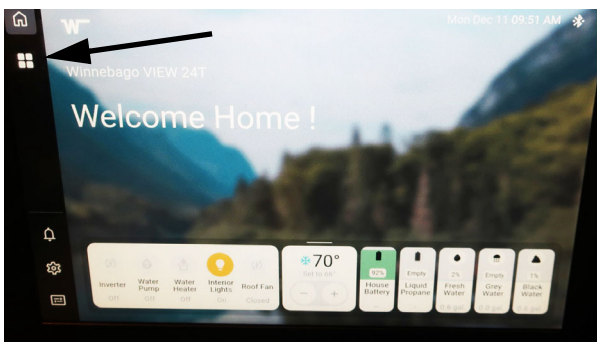 W
Mon Dec 11 09:51 AM
Winnebago VIEW 24T
Welcome Home !
Inverter
Off
Water
Pump
Off
Water
Heater
Off
Interior
Lights
On
Roof Fan
Closed
70°
Set to 66°
92%
House
Battery
Empty
Liquid
Propane
2%
Fresh
Water
Empty
Grey
Water
1%
Black
Water